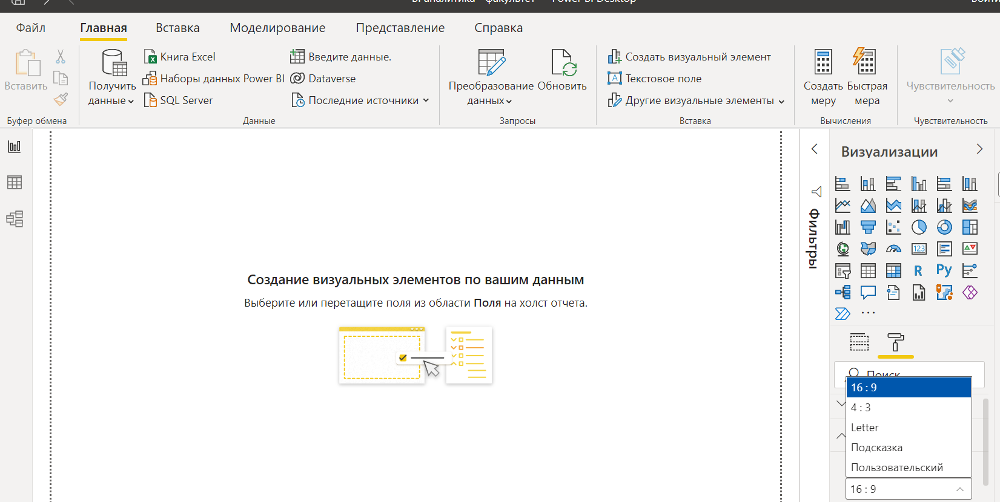 Файл Главная Вставка Моделирование Представление Справка
Вставить
Буфер обмена
Получить данные
Книга Excel
Наборы данных Power BI
SQL Server
Введите данные.
Dataverse
Последние источники
Данные
Преобразование данных
Обновить
Запросы
Создать визуальный элемент
Текстовое поле
Другие визуальные элементы
Вставка
Создать меру
Быстрая мера
Вычисления
Чувствительность
Чувствительность
Создание визуальных элементов по вашим данным
Выберите или перетащите поля из области Поля на холст отчета.
Фильтры
Визуализации
123
R
Py
Поиск
16 : 9
4 : 3
Letter
Подсказка
Пользовательский
16 : 9